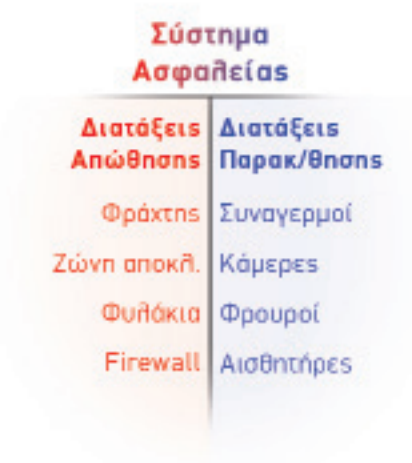 Σύστημα
Ασφαλείας
Διατάξεις Διατάξεις
Απώθησης Παρακ/θησης
Φράχτης Συναγερμοί
Ζώνη αποκλ. Κάμερες
Φυλάκια Φρουροί
Firewall Αισθητήρες